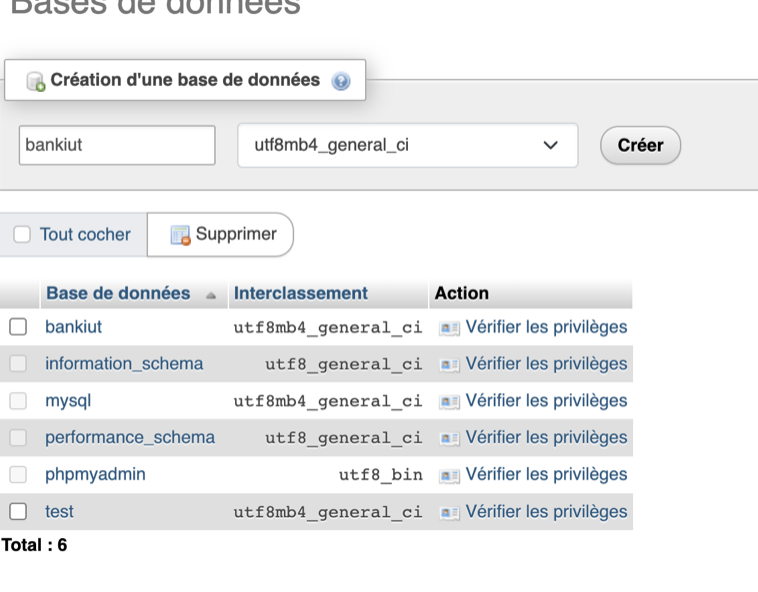 Bases de données
Création d'une base de données
bankiut utf8mb4_general_ci Créer
Tout cocher Supprimer
Base de données Interclassement Action
bankiut utf8mb4_general_ci Vérifier les privilèges
information_schema utf8_general_ci Vérifier les privilèges
mysql utf8mb4_general_ci Vérifier les privilèges
performance_schema utf8_general_ci Vérifier les privilèges
phpmyadmin utf8_bin Vérifier les privilèges
test utf8mb4_general_ci Vérifier les privilèges
Total : 6